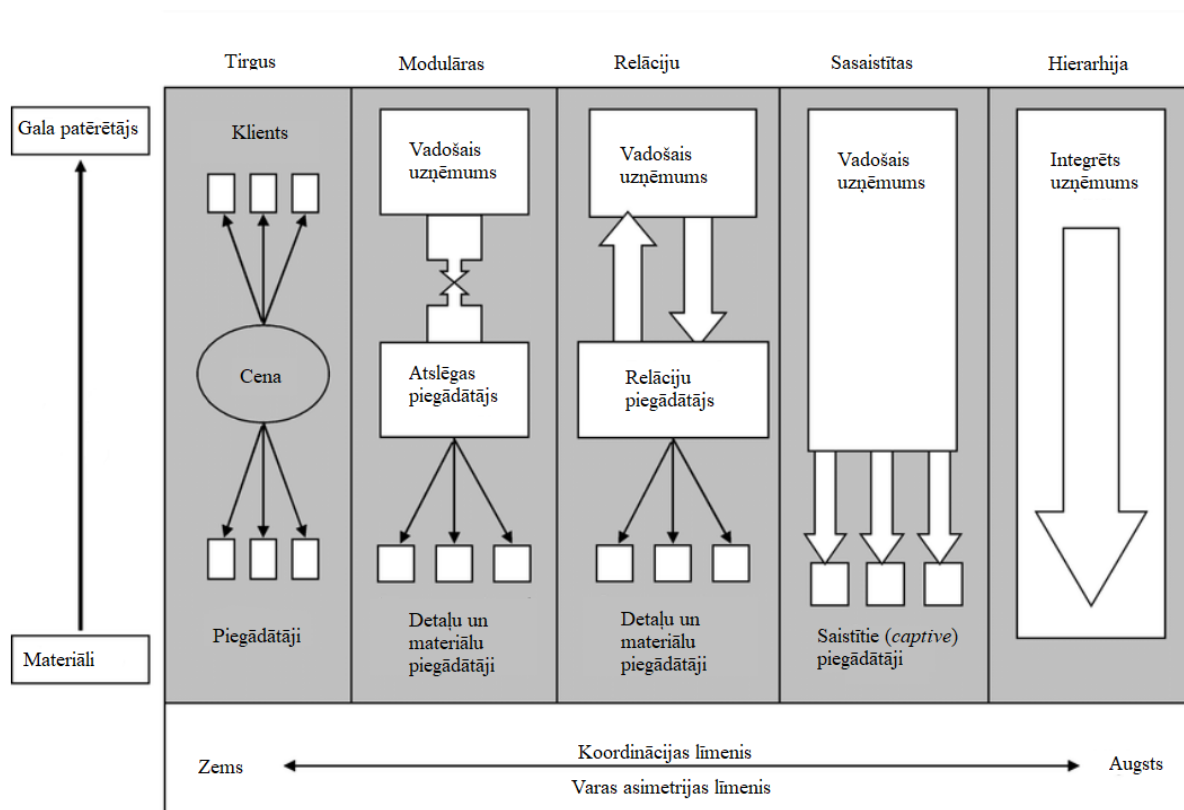 Tirgus
Modulāras
Relāciju
Sasaistītas
Hierarhija
Gala patērētājs
Materiāli
Klients
Cena
Piegādātāji
Vadošais
uzņēmums
Atslēgas
piegādātājs
Detaļu un
materiālu
piegādātāji
Vadošais
uzņēmums
Relāciju
piegādātājs
Detaļu un
materiālu
piegādātāji
Vadošais
uzņēmums
Saistītie (captive)
piegādātāji
Integrēts
uzņēmums
Zems
Koordinācijas līmenis
Varas asimetrijas līmenis
Augsts